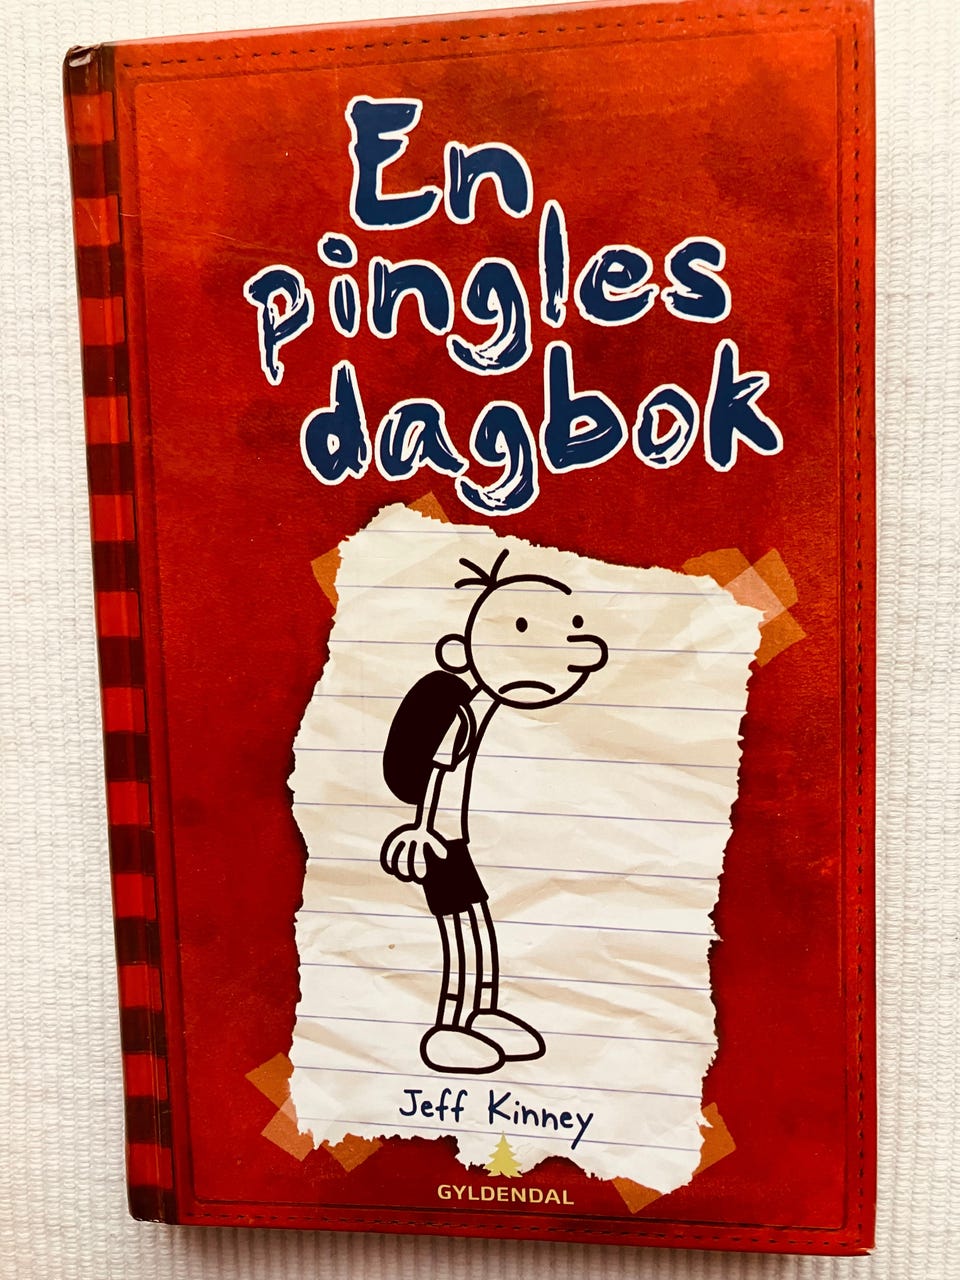 En
pingles
dagbok
Jeff Kinney
GYLDENDAL